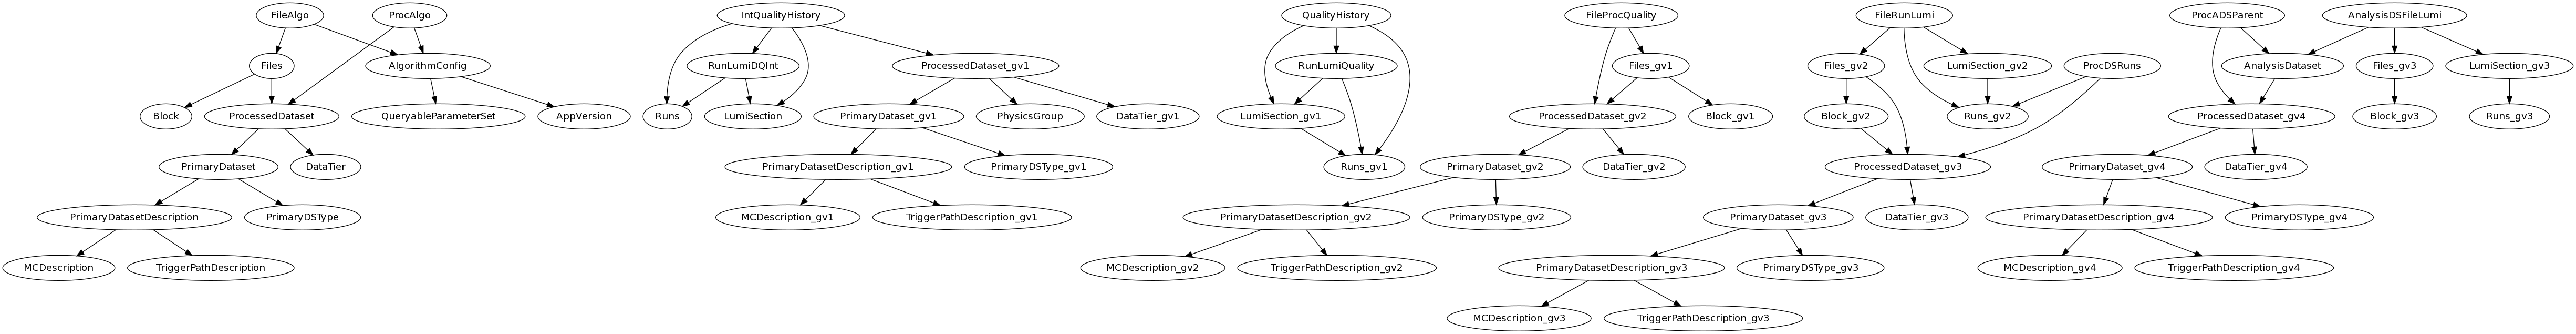 FileAlgo
ProcAlgo
IntQualityHistory
QualityHistory
FileProcQuality
FileRunLumi
ProcADSParent
AnalysisDSFileLumi
Files
AlgorithmConfig
RunLumiDQInt
ProcessedDataset_gv1
RunLumiQuality
Files_gv1
Files_gv2
LumiSection_gv2
ProcDSRuns
AnalysisDataset
Files_gv3
LumiSection_gv3
Block
ProcessedDataset
QueryableParameterSet
AppVersion
Runs
LumiSection
PrimaryDataset_gv1
PhysicsGroup
DataTier_gv1
LumiSection_gv1
ProcessedDataset_gv2
Block_gv1
Block_gv2
Runs_gv2
ProcessedDataset_gv4
Block_gv3
Runs_gv3
PrimaryDataset
DataTier
PrimaryDatasetDescription_gv1
PrimaryDSType_gv1
Runs_gv1
PrimaryDataset_gv2
DataTier_gv2
ProcessedDataset_gv3
PrimaryDataset_gv4
DataTier_gv4
PrimaryDatasetDescription
PrimaryDSType
MCDescription_gv1
TriggerPathDescription_gv1
PrimaryDatasetDescription_gv2
PrimaryDSType_gv2
PrimaryDataset_gv3
DataTier_gv3
PrimaryDatasetDescription_gv4
PrimaryDSType_gv4
MCDescription
TriggerPathDescription
MCDescription_gv2
TriggerPathDescription_gv2
PrimaryDatasetDescription_gv3
PrimaryDSType_gv3
MCDescription_gv4
TriggerPathDescription_gv4
MCDescription_gv3
TriggerPathDescription_gv3